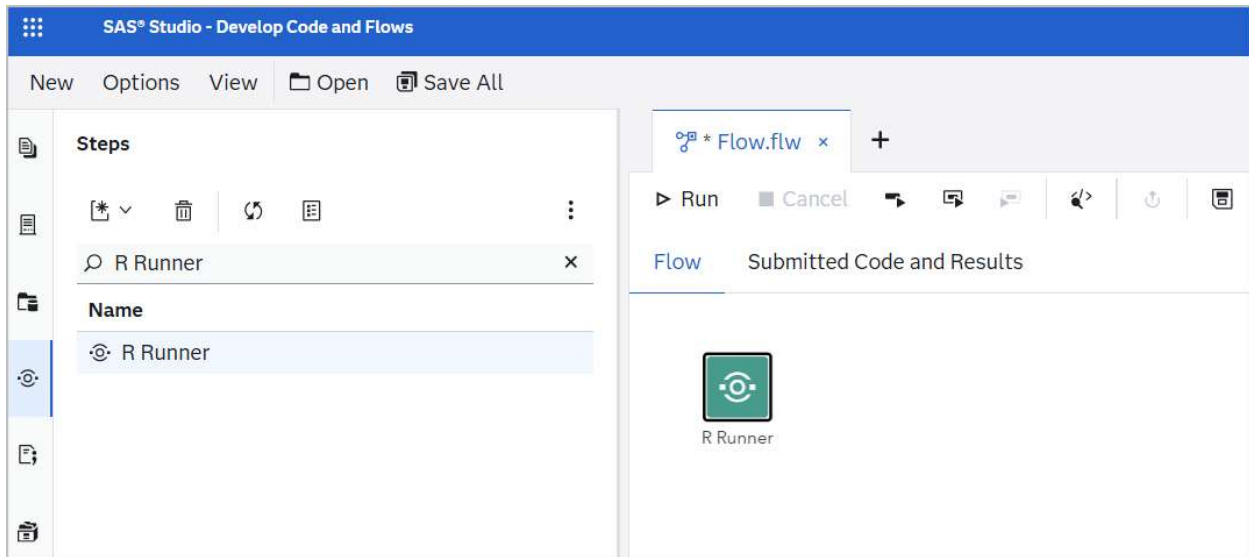 SAS® Studio - Develop Code and Flows
New Options View Open Save All
Steps
R Runner
Name
R Runner
* Flow.flw × +
Run Cancel
Flow Submitted Code and Results
R Runner